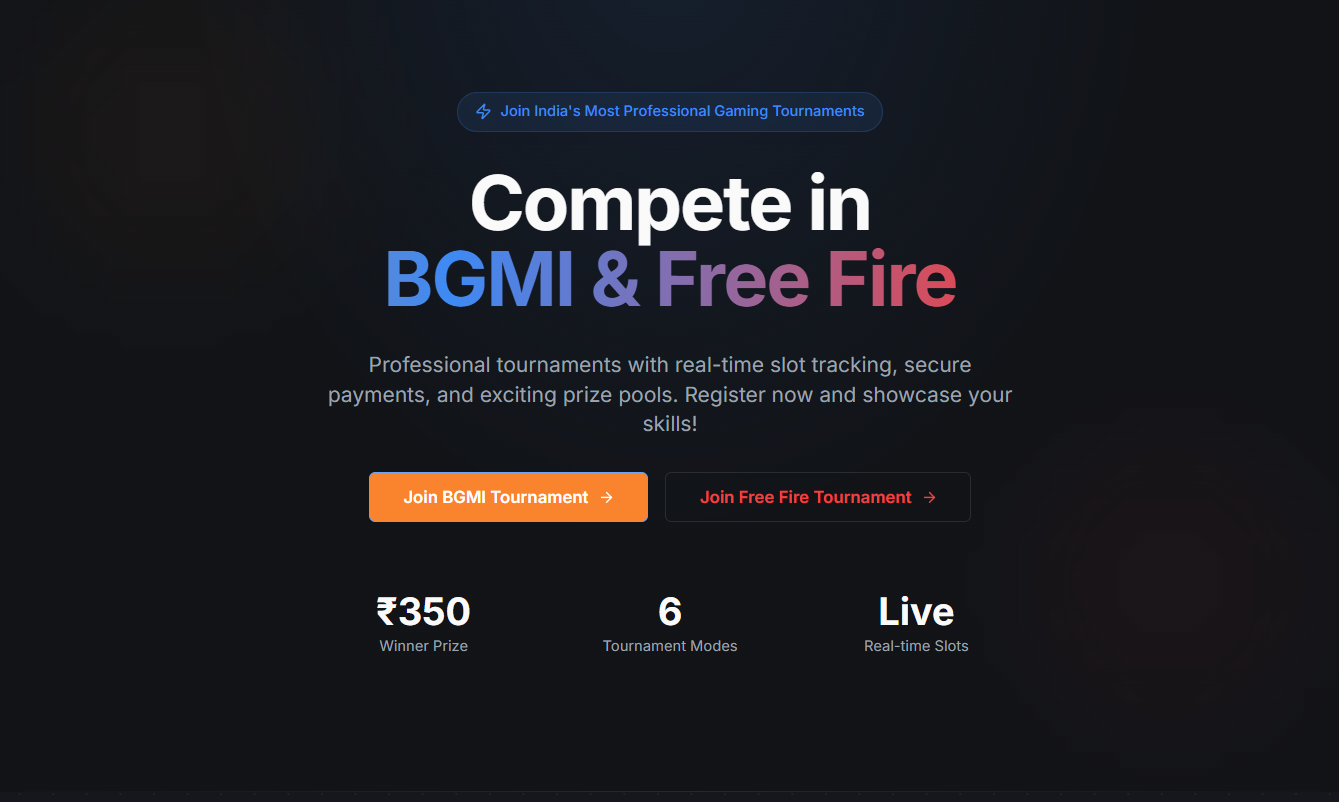 Join India's Most Professional Gaming Tournaments
Compete in
BGMI & Free Fire
Professional tournaments with real-time slot tracking, secure
payments, and exciting prize pools. Register now and showcase your
skills!
Join BGMI Tournament →
Join Free Fire Tournament →
₹350
Winner Prize
6
Tournament Modes
Live
Real-time Slots